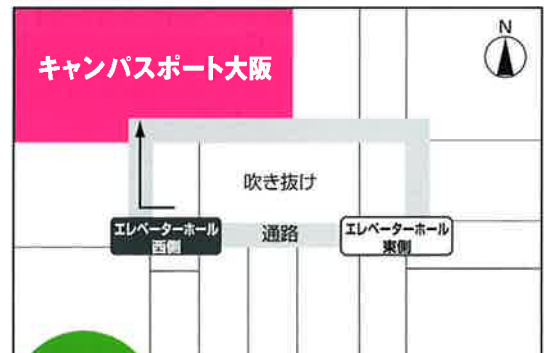 N
キャンパスポート大阪
吹き抜け
エレベーターホール
西側
通路
エレベーターホール
東側